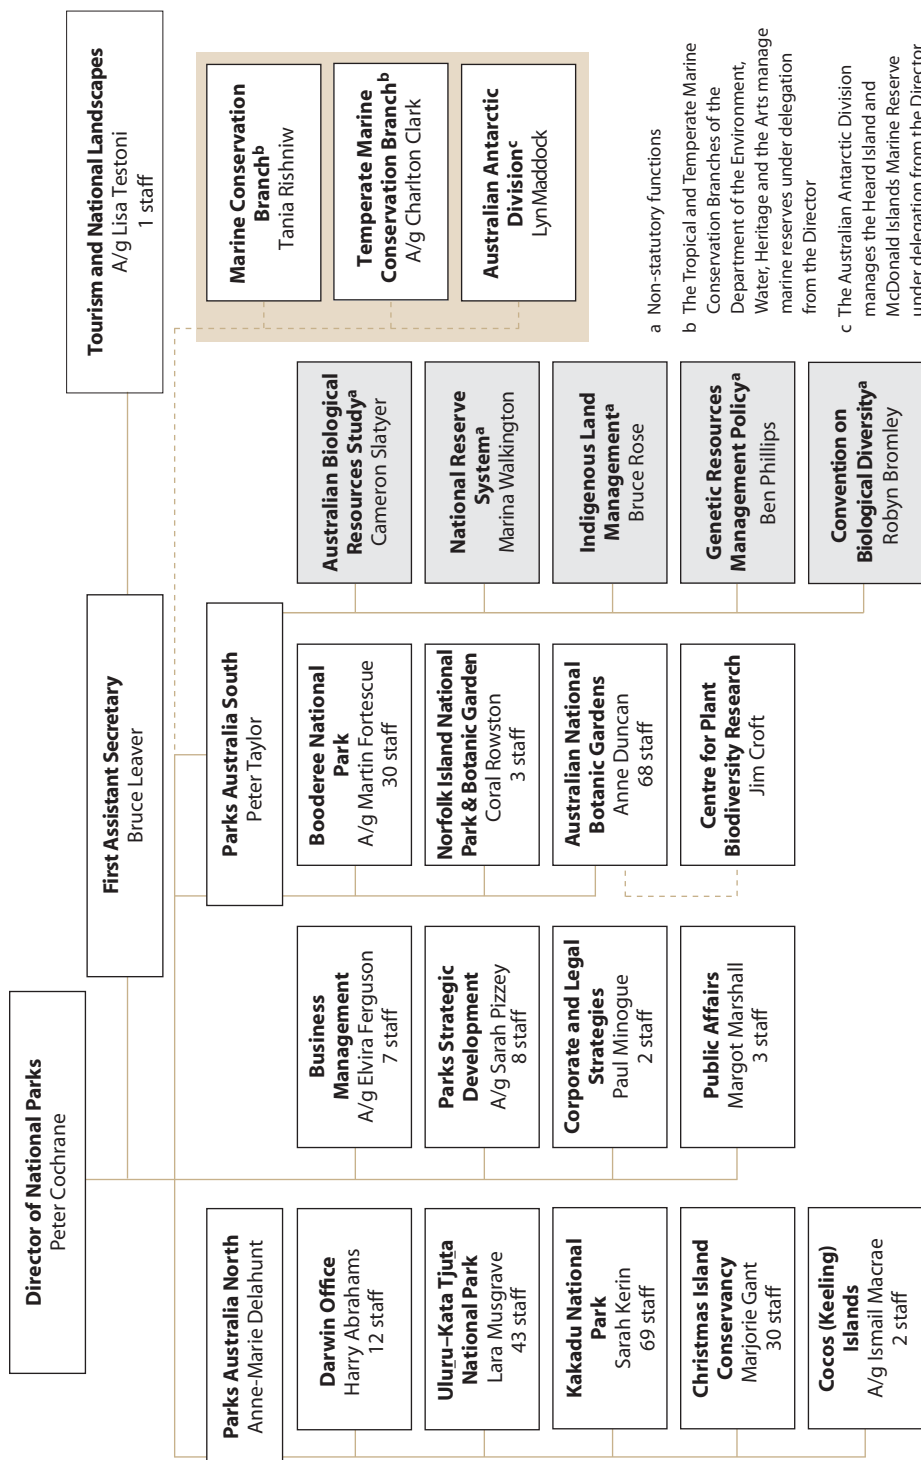 Director of National Parks
Peter Cochrane
First Assistant Secretary
Bruce Leaver
Tourism and National Landscapes
A/g Lisa Testoni
1 staff
Parks Australia North
Anne-Marie Delahunt
Darwin Office
Harry Abrahams
12 staff
Uluṟu–Kata Tjuṯa
National Park
Lara Musgrave
43 staff
Kakadu National
Park
Sarah Kerin
69 staff
Christmas Island
Conservancy
Marjorie Gant
30 staff
Cocos (Keeling)
Islands
A/g Ismail Macrae
2 staff
Business
Management
A/g Elvira Ferguson
7 staff
Parks Strategic
Development
A/g Sarah Pizzey
8 staff
Corporate and Legal
Strategies
Paul Minogue
2 staff
Public Affairs
Margot Marshall
3 staff
Parks Australia South
Peter Taylor
Booderee National
Park
A/g Martin Fortescue
30 staff
Norfolk Island National
Park & Botanic Garden
Coral Rowston
3 staff
Australian National
Botanic Gardens
Anne Duncan
68 staff
Centre for Plant
Biodiversity Research
Jim Croft
Australian Biological
Resources Studyᵃ
Cameron Slatyer
National Reserve
Systemᵃ
Marina Walkington
Indigenous Land
Managementᵃ
Bruce Rose
Genetic Resources
Management Policyᵃ
Ben Phillips
Convention on
Biological Diversityᵃ
Robyn Bromley
Marine Conservation
Branchᵇ
Tania Rishniw
Temperate Marine
Conservation Branchᵇ
A/g Charlton Clark
Australian Antarctic
Divisionᶜ
Lyn Maddock
a Non-statutory functions
b The Tropical and Temperate Marine
Conservation Branches of the
Department of the Environment,
Water, Heritage and the Arts manage
marine reserves under delegation
from the Director
c The Australian Antarctic Division
manages the Heard Island and
McDonald Islands Marine Reserve
under delegation from the Director